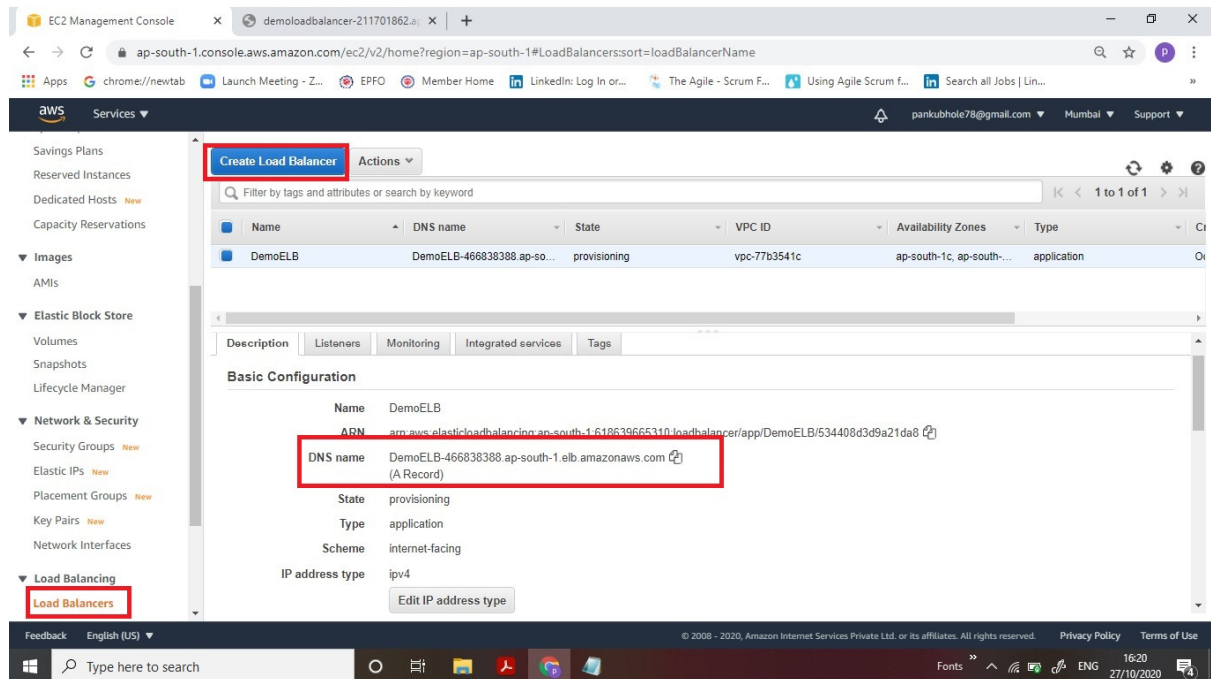 EC2 Management Console
demoloadbalancer-211701862.a
ap-south-1.console.aws.amazon.com/ec2/v2/home?region=ap-south-1#LoadBalancers:sort=loadBalancerName
P
Apps chrome://newtab Launch Meeting - Z... EPFO Member Home LinkedIn: Log In or... The Agile - Scrum F... Using Agile Scrum f... Search all Jobs | Lin... »
aws Services pankubhole78@gmail.com Mumbai Support
Savings Plans
Reserved Instances
Dedicated Hosts New
Capacity Reservations
Images
AMIs
Elastic Block Store
Volumes
Snapshots
Lifecycle Manager
Network & Security
Security Groups New
Elastic IPs New
Placement Groups New
Key Pairs New
Network Interfaces
Load Balancing
Load Balancers
Create Load Balancer Actions
Filter by tags and attributes or search by keyword 1 to 1 of 1
Name DNS name State VPC ID Availability Zones Type
DemoELB DemoELB-466838388.ap-so... provisioning vpc-77b3541c ap-south-1c, ap-south-... application
Description Listeners Monitoring Integrated services Tags
Basic Configuration
Name DemoELB
ARN arn:aws:elasticloadbalancing:ap-south-1:618639665310:loadbalancer/app/DemoELB/534408d3d9a21da8
DNS name DemoELB-466838388.ap-south-1.elb.amazonaws.com
(A Record)
State provisioning
Type application
Scheme internet-facing
IP address type ipv4
Edit IP address type
Feedback English (US) © 2008 - 2020, Amazon Internet Services Private Ltd. or its affiliates. All rights reserved. Privacy Policy Terms of Use
Type here to search
Fonts » ENG 16:20
27/10/2020
4